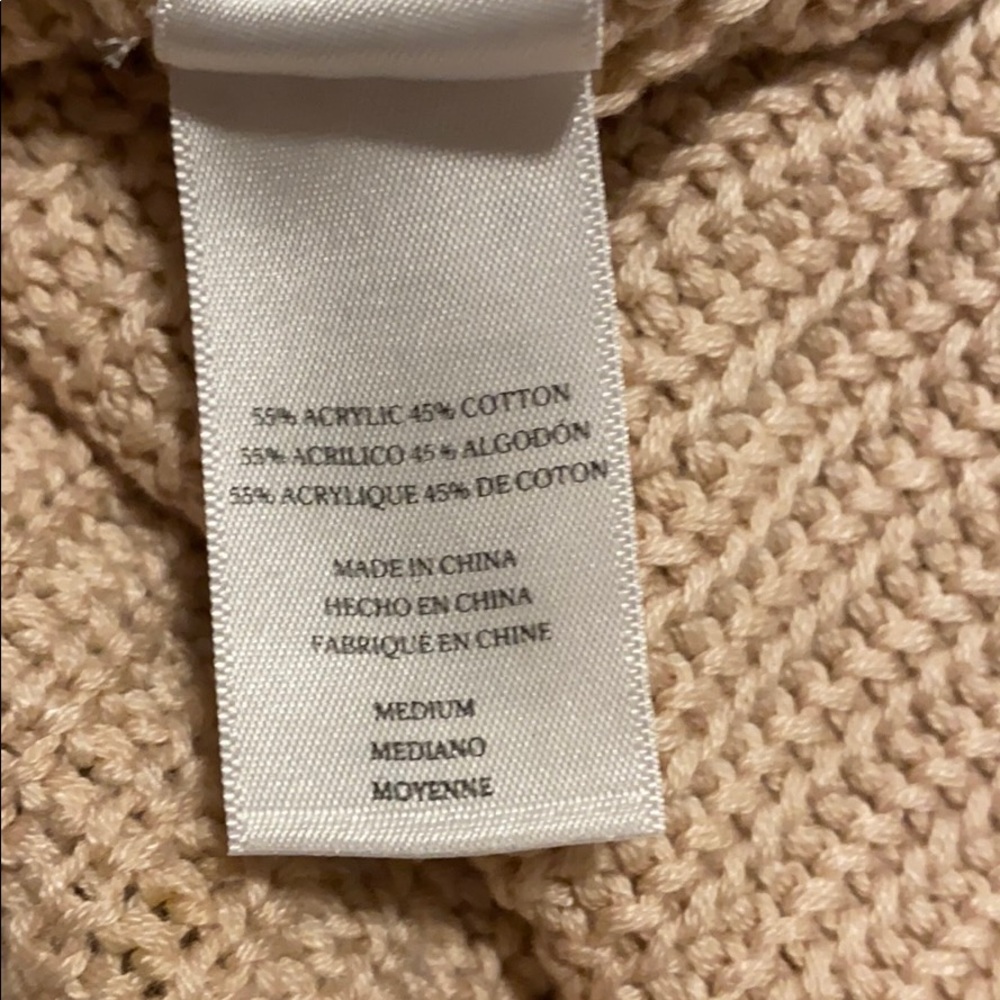 55% ACRYLIC 45% COTTON
55% ACRILICO 45% ALGODÓN
55% ACRYLIQUE 45% DE COTON
MADE IN CHINA
HECHO EN CHINA
FABRIQUÉ EN CHINE
MEDIUM
MEDIANO
MOYENNE